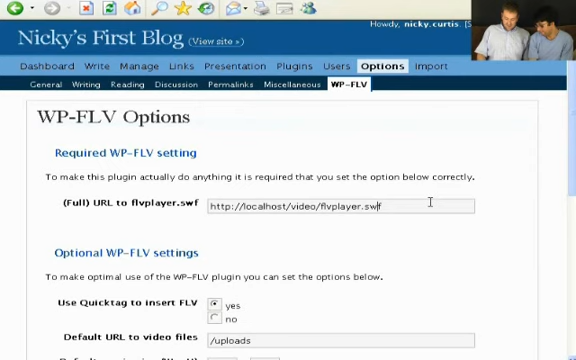 Howdy, nicky.curtis. [S
Nicky's First Blog (View site »)
Dashboard Write Manage Links Presentation Plugins Users Options Import
General Writing Reading Discussion Permalinks Miscellaneous WP-FLV
WP-FLV Options
Required WP-FLV setting
To make this plugin actually do anything it is required that you set the option below correctly.
(Full) URL to flvplayer.swf http://localhost/video/flvplayer.swf
Optional WP-FLV settings
To make optimal use of the WP-FLV plugin you can set the options below.
Use Quicktag to insert FLV yes
no
Default URL to video files /uploads